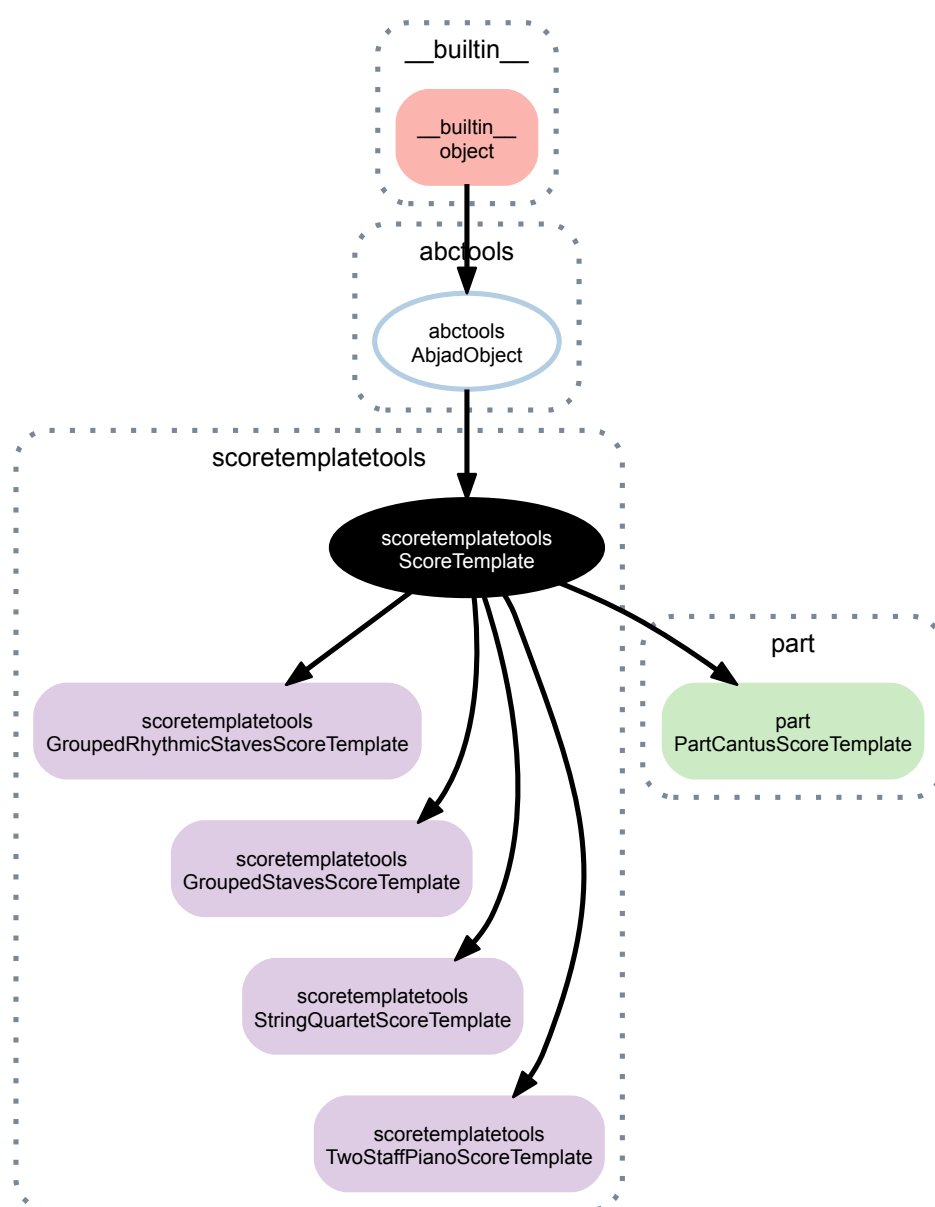 __builtin__
__builtin__
object
abctools
abctools
AbjadObject
scoretemplatetools
scoretemplatetools
ScoreTemplate
part
part
PartCantusScoreTemplate
scoretemplatetools
GroupedRhythmicStavesScoreTemplate
scoretemplatetools
GroupedStavesScoreTemplate
scoretemplatetools
StringQuartetScoreTemplate
scoretemplatetools
TwoStaffPianoScoreTemplate